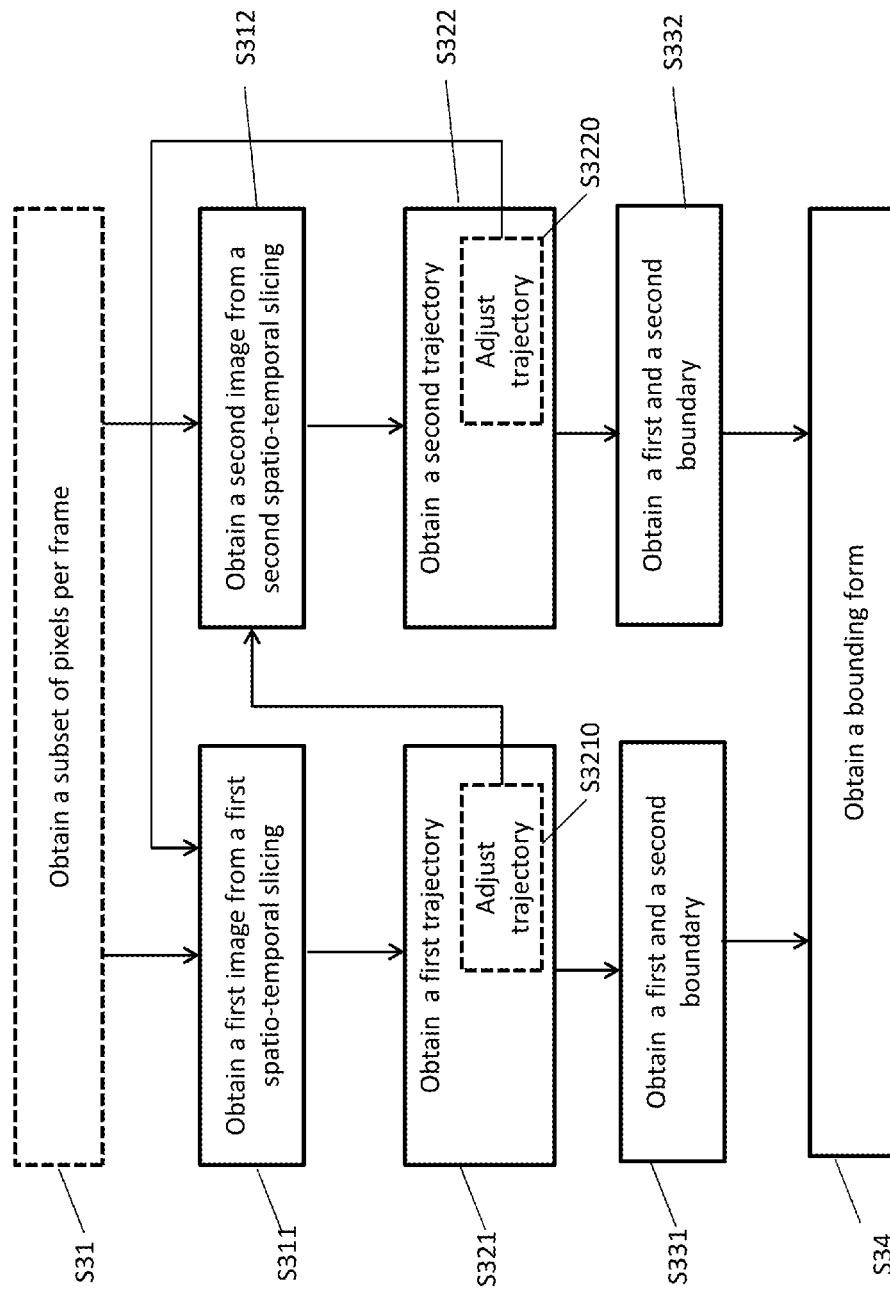 Obtain a subset of pixels per frame
S31
Obtain a first image from a first
spatio-temporal slicing
S311
Obtain a second image from a
second spatio-temporal slicing
S312
Obtain a first trajectory
Adjust
trajectory
S3210
S321
Obtain a second trajectory
Adjust
trajectory
S3220
S322
Obtain a first and a second
boundary
S331
Obtain a first and a second
boundary
S332
Obtain a bounding form
S34